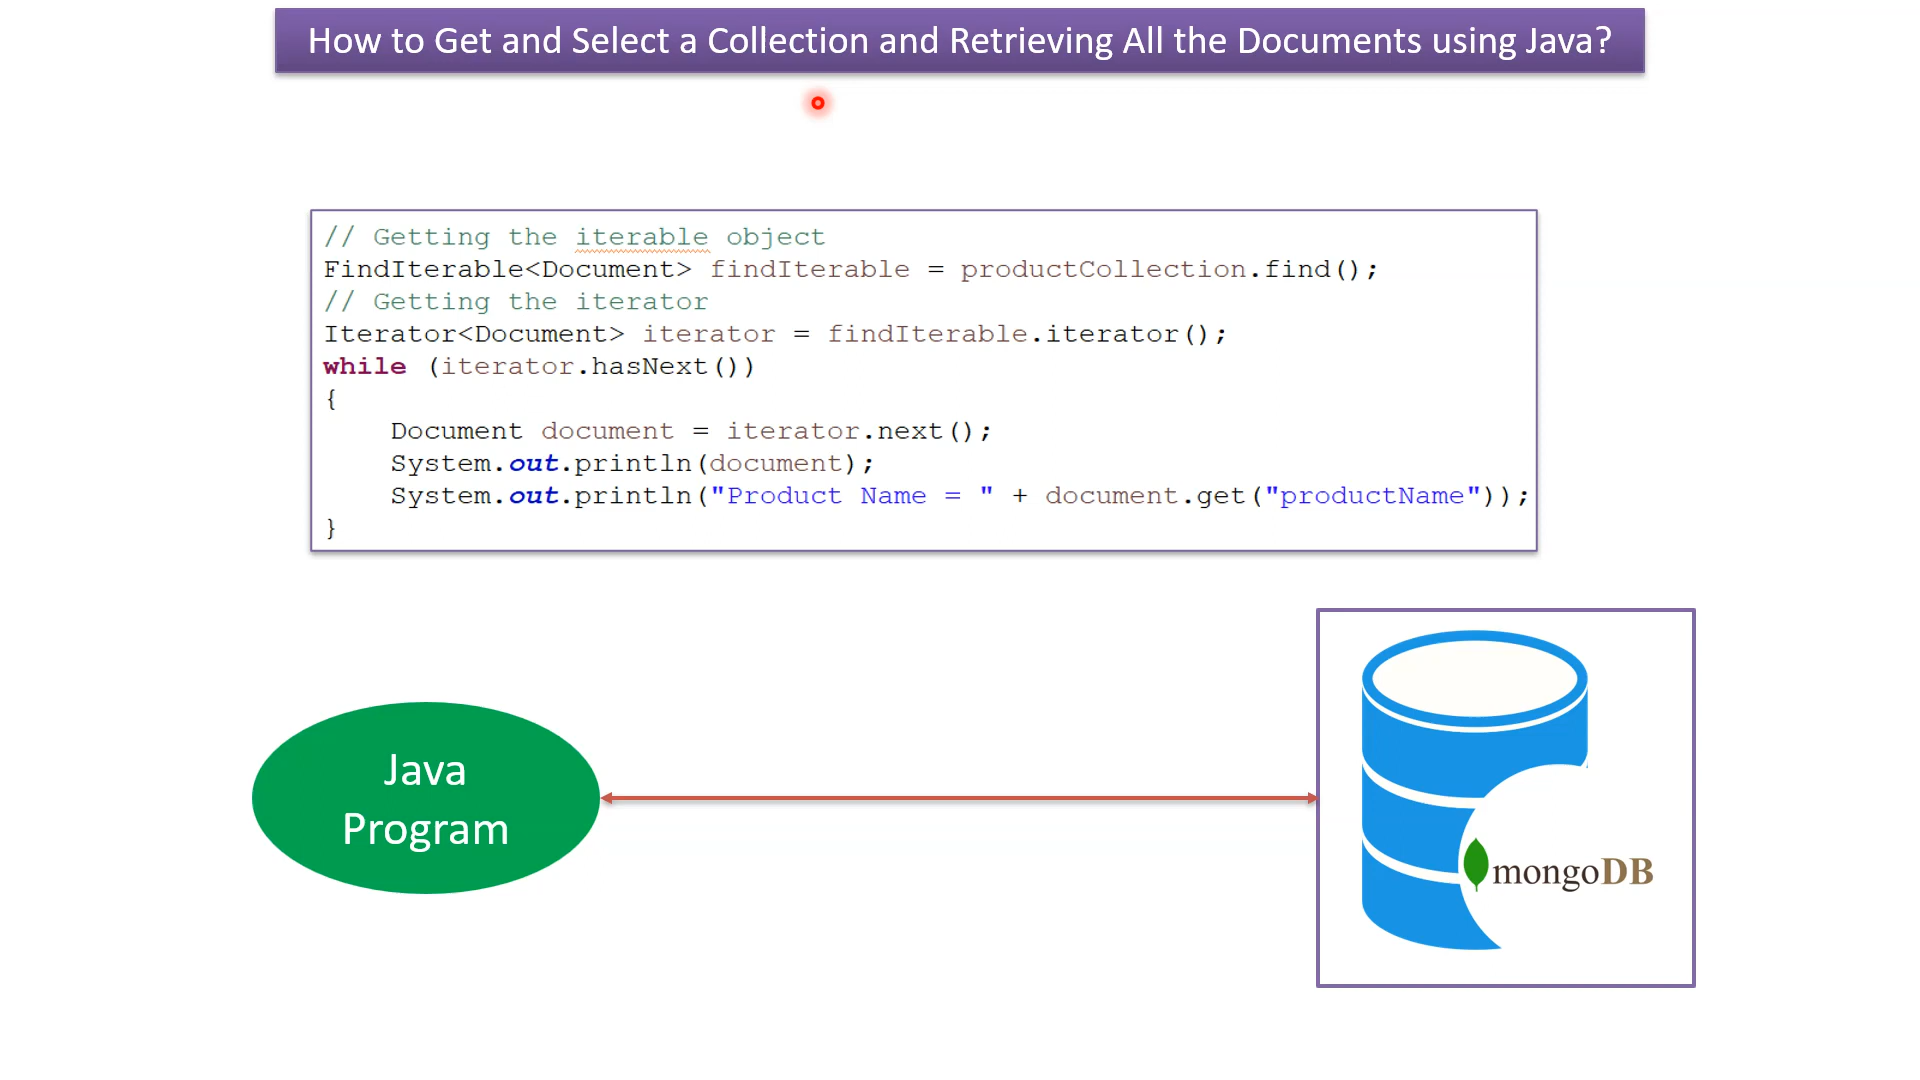 How to Get and Select a Collection and Retrieving All the Documents using Java?
// Getting the iterable object
FindIterable<Document> findIterable = productCollection.find();
// Getting the iterator
Iterator<Document> iterator = findIterable.iterator();
while (iterator.hasNext())
{
    Document document = iterator.next();
    System.out.println(document);
    System.out.println("Product Name = " + document.get("productName"));
}
Java
Program
mongoDB